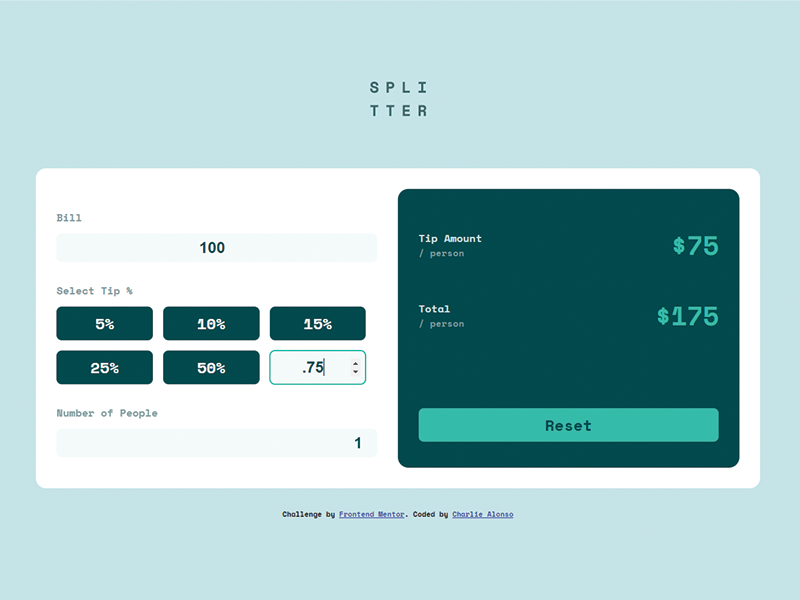 SPLI
TTER
Bill
100
Select Tip %
5% 10% 15%
25% 50% .75
Number of People
1
Tip Amount
/ person
$75
Total
/ person
$175
Reset
Challenge by Frontend Mentor. Coded by Charlie Alonso